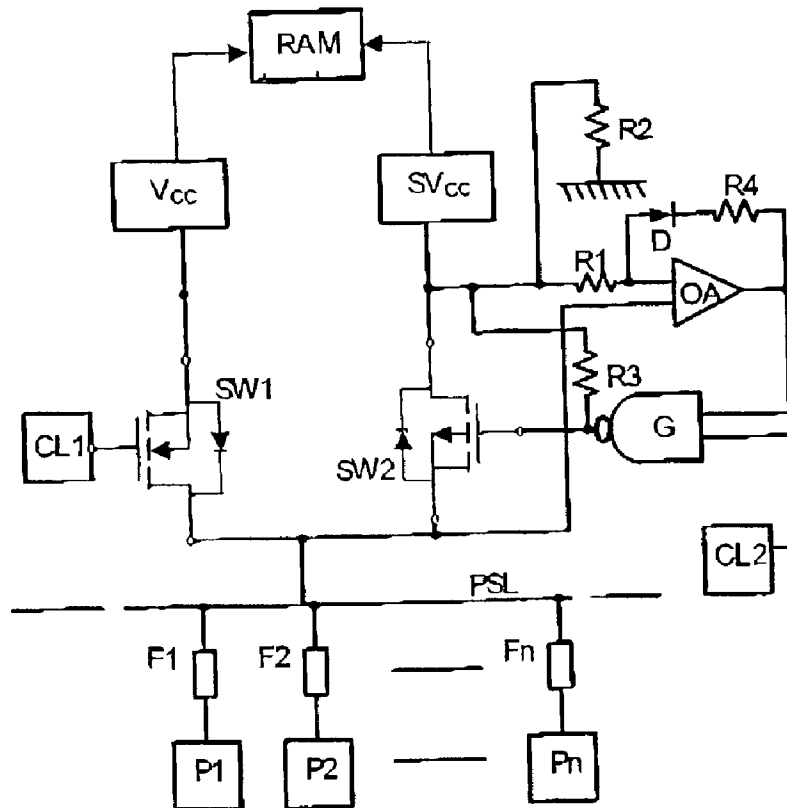 RAM
R2
Vcc
SVcc
R4
D
R1
OA
R3
SW1
G
CL1
SW2
CL2
PSL
F1
F2
Fn
P1
P2
Pn